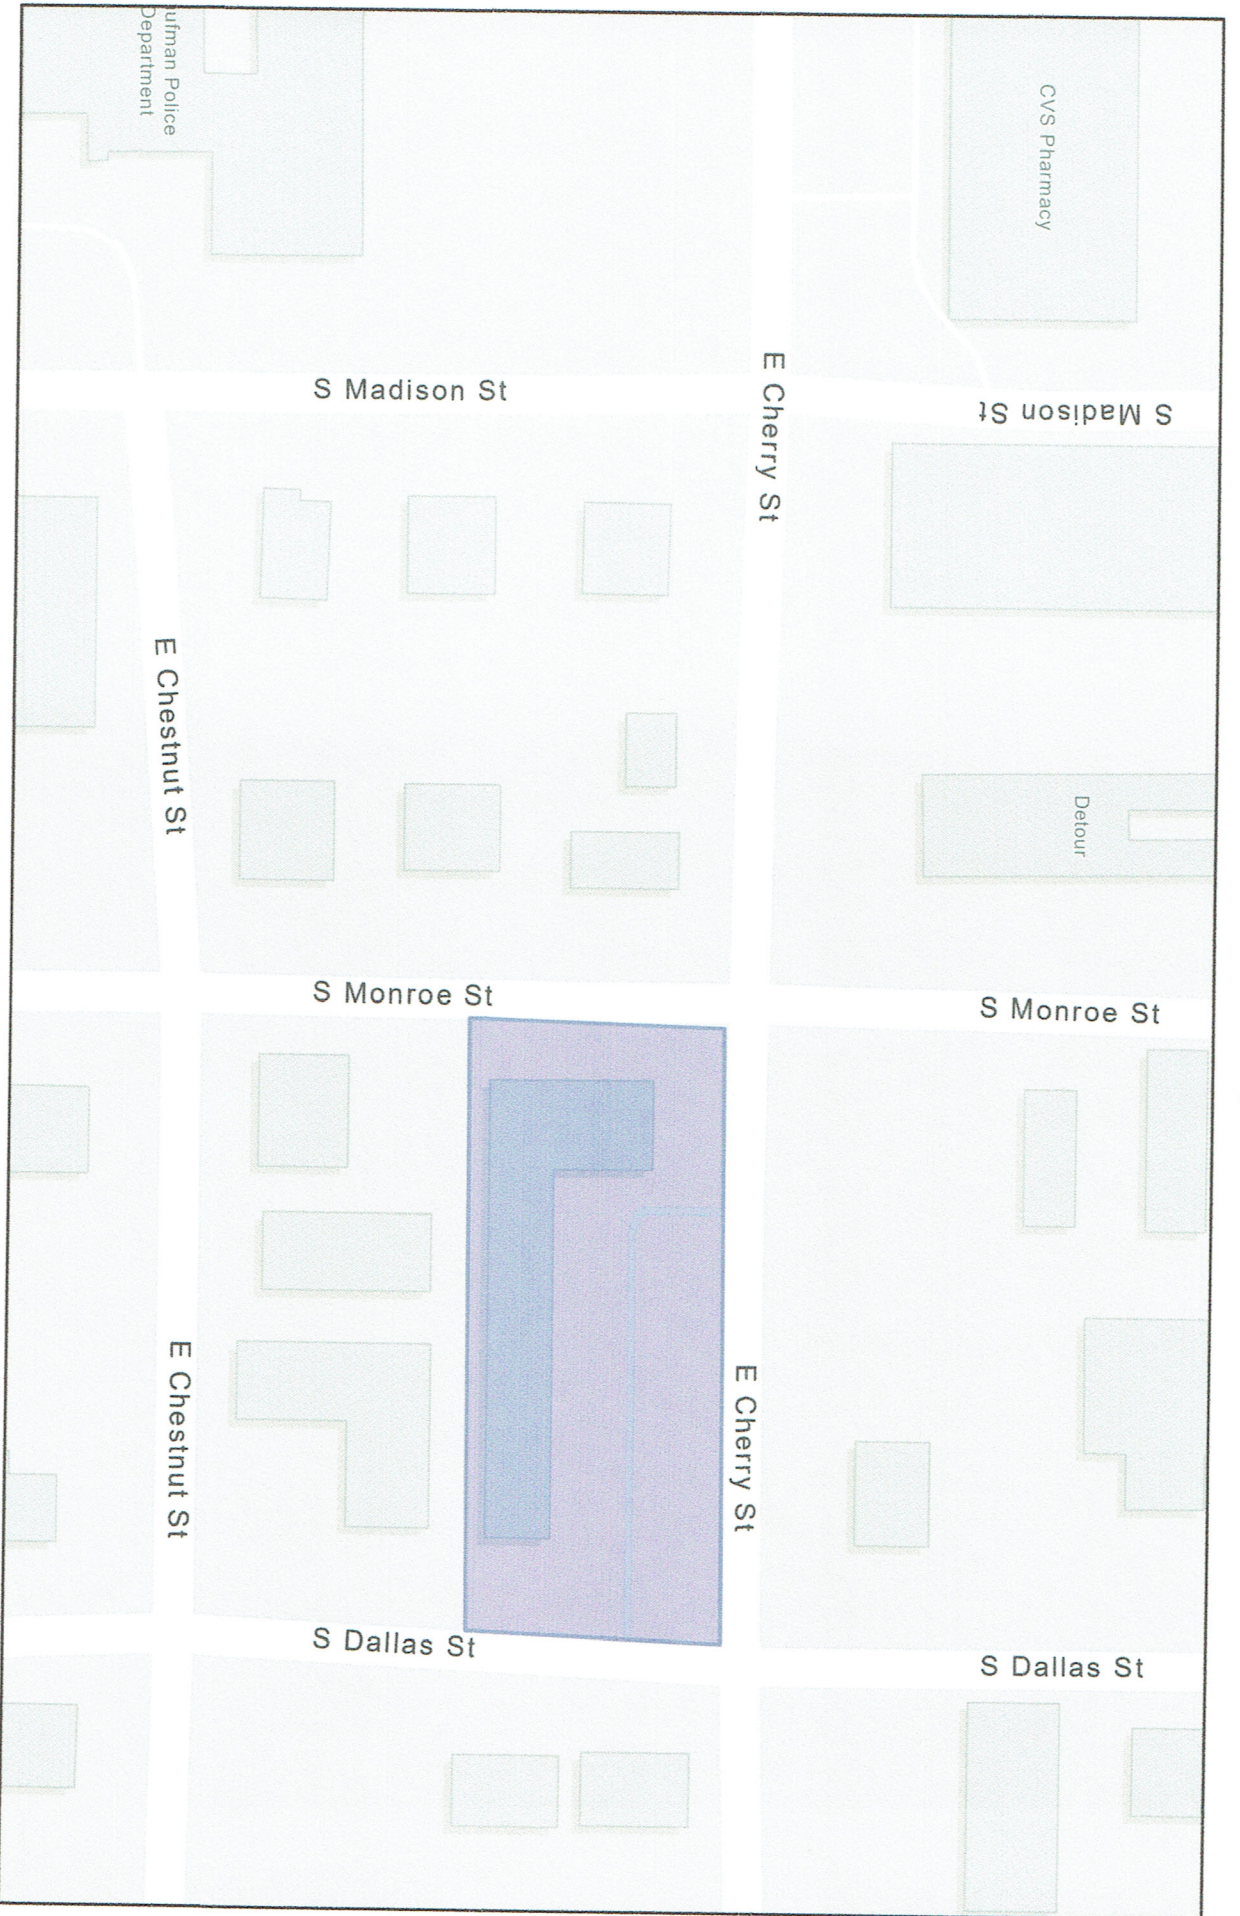 ufman Police
Department
CVS Pharmacy
S Madison St
E Cherry St
S Madison St
E Chestnut St
Detour
S Monroe St
S Monroe St
E Chestnut St
E Cherry St
S Dallas St
S Dallas St